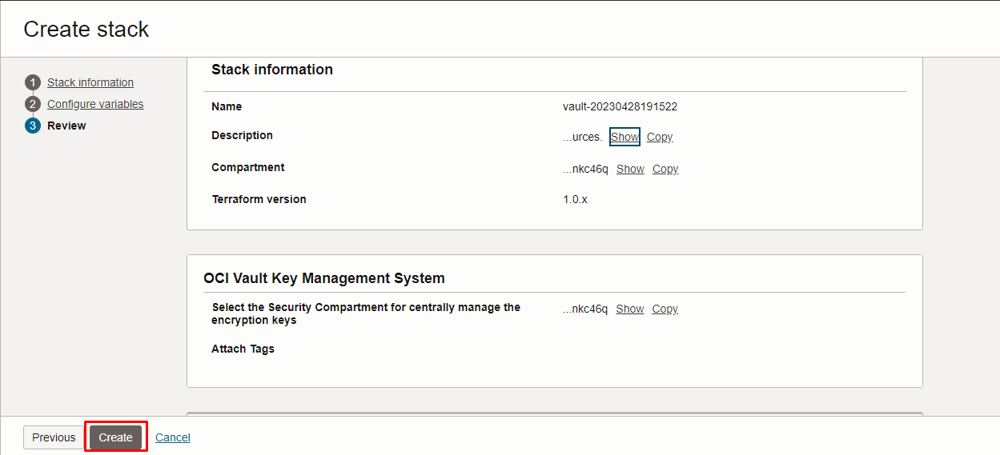 Create stack
1 Stack information
2 Configure variables
3 Review
Stack information
Name vault-20230428191522
Description ...urces. Show Copy
Compartment ...nkc46q Show Copy
Terraform version 1.0.x
OCI Vault Key Management System
Select the Security Compartment for centrally manage the ...nkc46q Show Copy
encryption keys
Attach Tags
Previous Create Cancel